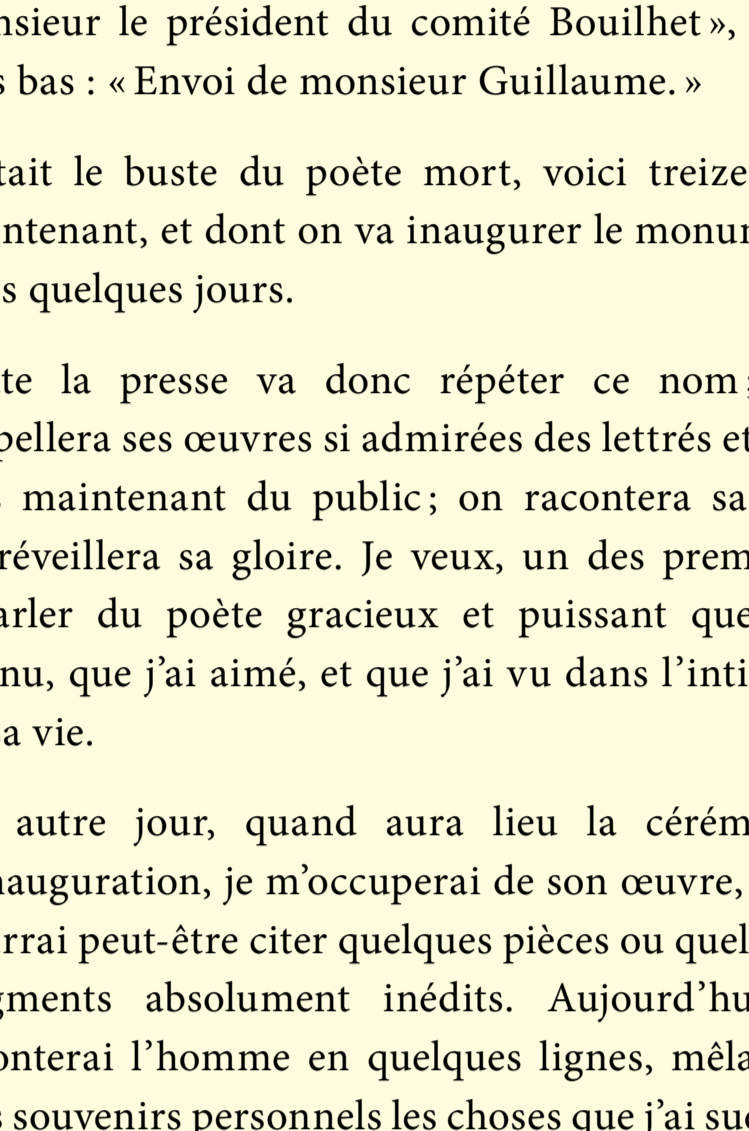 nsieur le président du comité Bouilhet »,
s bas : « Envoi de monsieur Guillaume. »
tait le buste du poète mort, voici treize
ntenant, et dont on va inaugurer le monu
s quelques jours.
te la presse va donc répéter ce nom ;
pellera ses œuvres si admirées des lettrés et
maintenant du public ; on racontera sa
réveillera sa gloire. Je veux, un des prem
arler du poète gracieux et puissant que
nu, que j’ai aimé, et que j’ai vu dans l’inti
a vie.
autre jour, quand aura lieu la cérém
nauguration, je m’occuperai de son œuvre,
rrai peut-être citer quelques pièces ou quel
gments absolument inédits. Aujourd’hu
onterai l’homme en quelques lignes, mêla
s souvenirs personnels les choses que j’ai su